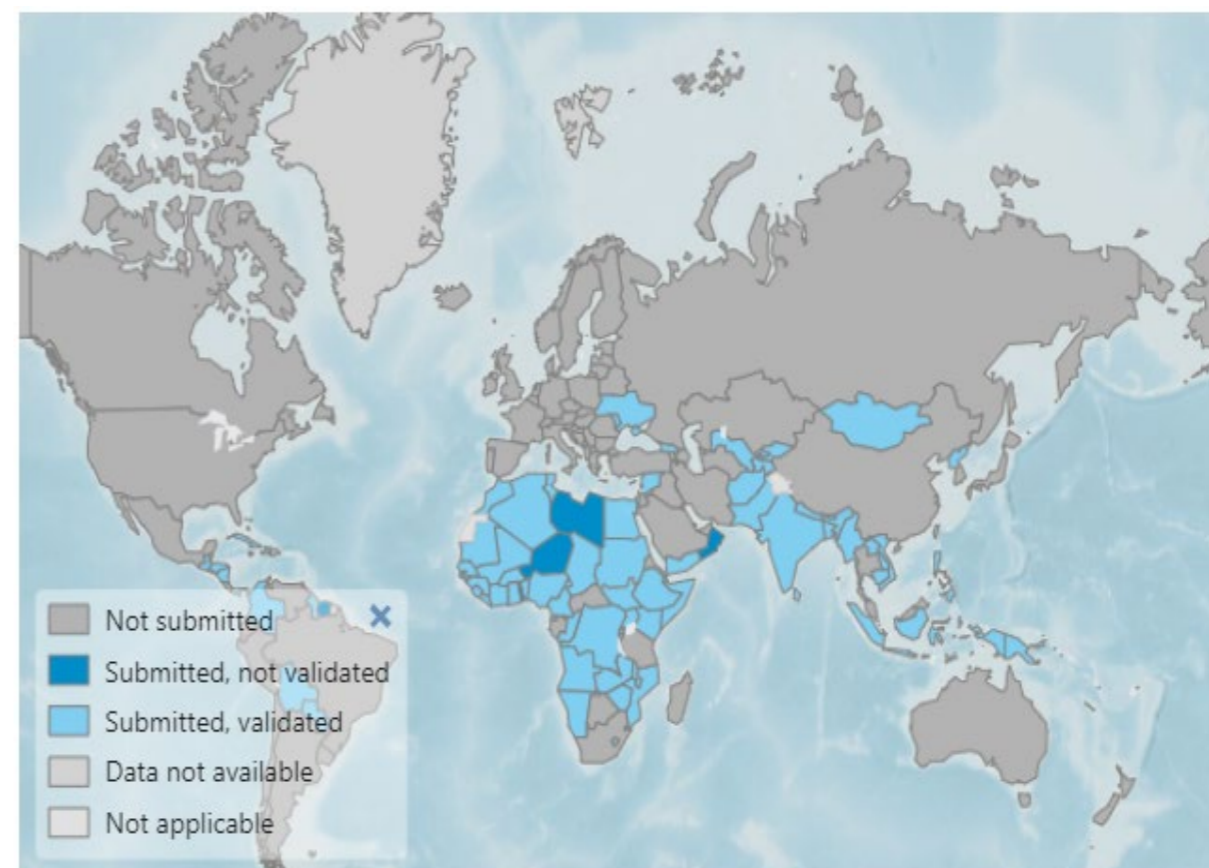 Not submitted
Submitted, not validated
Submitted, validated
Data not available
Not applicable